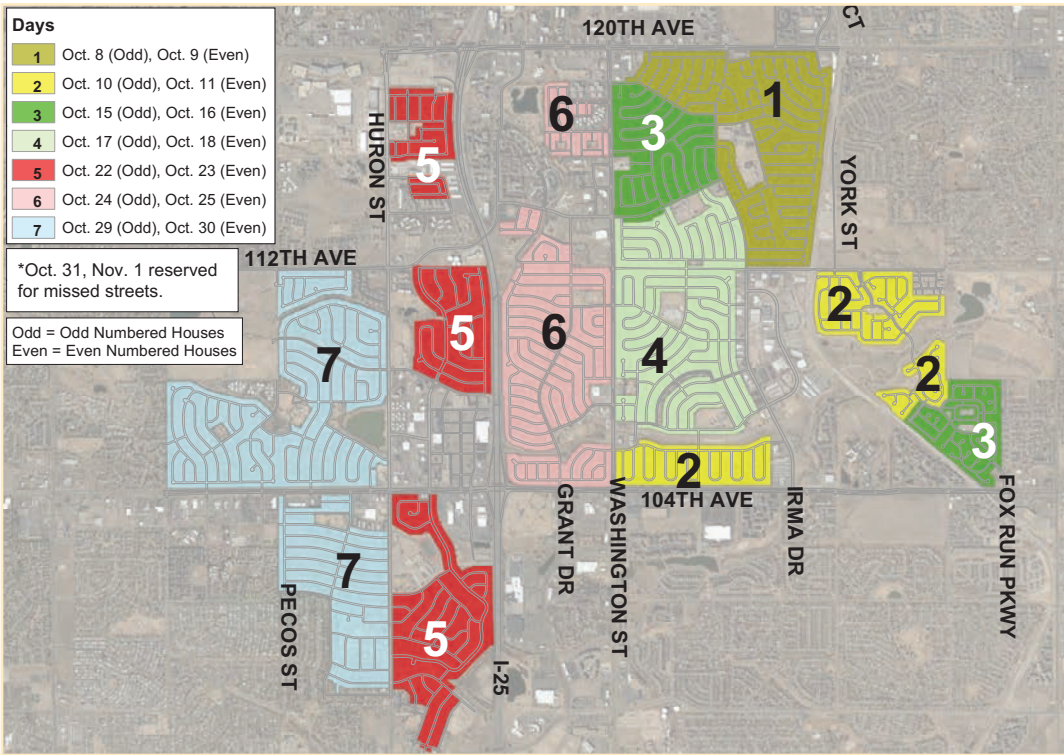 Days
1 Oct. 8 (Odd), Oct. 9 (Even)
2 Oct. 10 (Odd), Oct. 11 (Even)
3 Oct. 15 (Odd), Oct. 16 (Even)
4 Oct. 17 (Odd), Oct. 18 (Even)
5 Oct. 22 (Odd), Oct. 23 (Even)
6 Oct. 24 (Odd), Oct. 25 (Even)
7 Oct. 29 (Odd), Oct. 30 (Even)
*Oct. 31, Nov. 1 reserved
for missed streets.
Odd = Odd Numbered Houses
Even = Even Numbered Houses
CT
120TH AVE
HURON ST
6
1
3
5
YORK ST
112TH AVE
2
5
6
7
4
2
3
2
104TH AVE
GRANT DR
WASHINGTON ST
IRMA DR
FOX RUN PKWY
7
PECOS ST
5
I-25